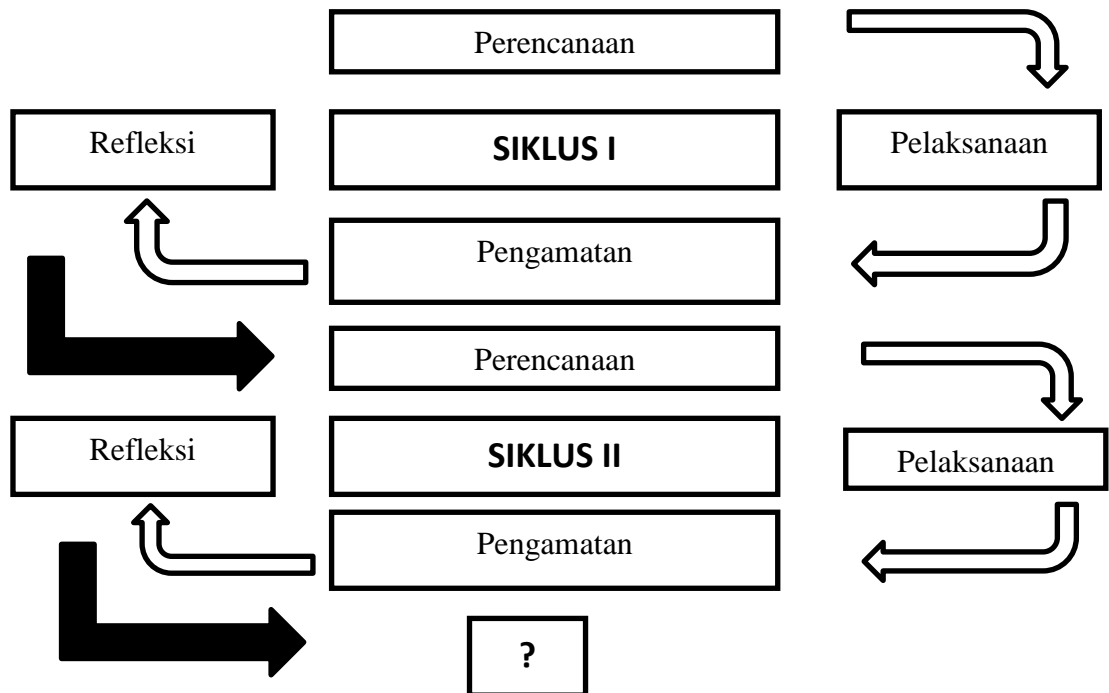 Perencanaan
Refleksi
SIKLUS I
Pelaksanaan
Pengamatan
Perencanaan
Refleksi
SIKLUS II
Pelaksanaan
Pengamatan
?